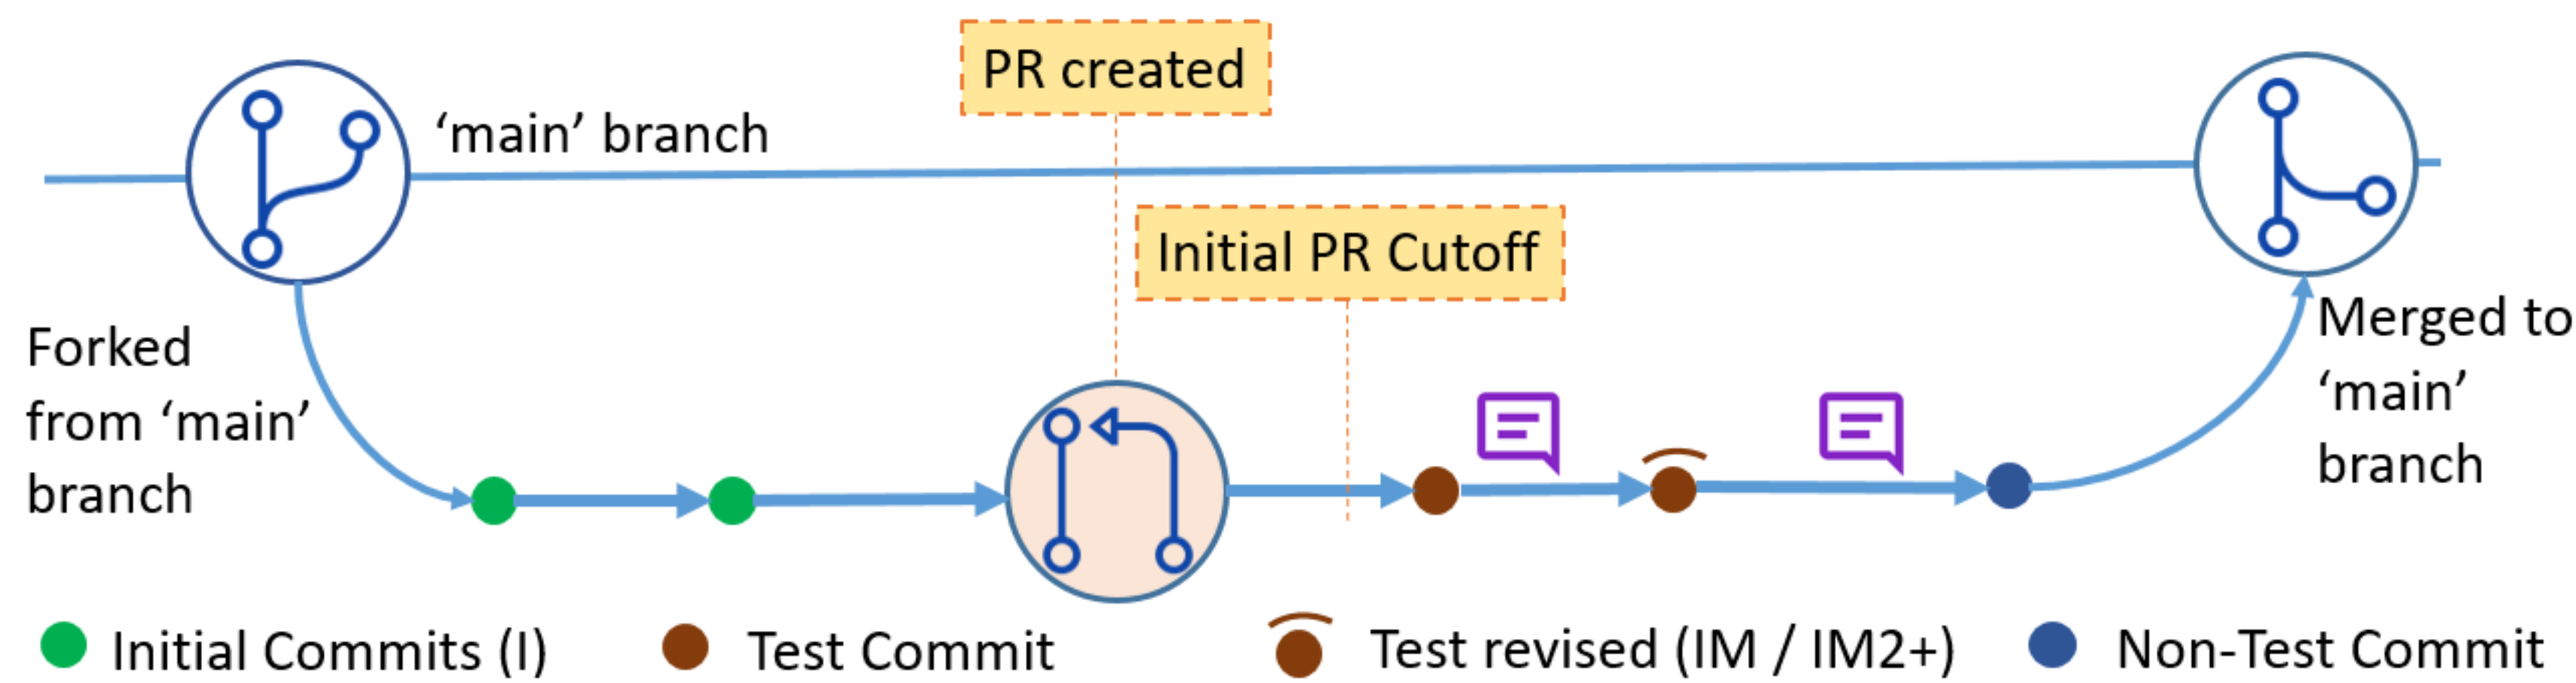 PR created
‘main’ branch
Initial PR Cutoff
Forked
from ‘main’
branch
Merged to
‘main’
branch
Initial Commits (I)
Test Commit
Test revised (IM / IM2+)
Non-Test Commit